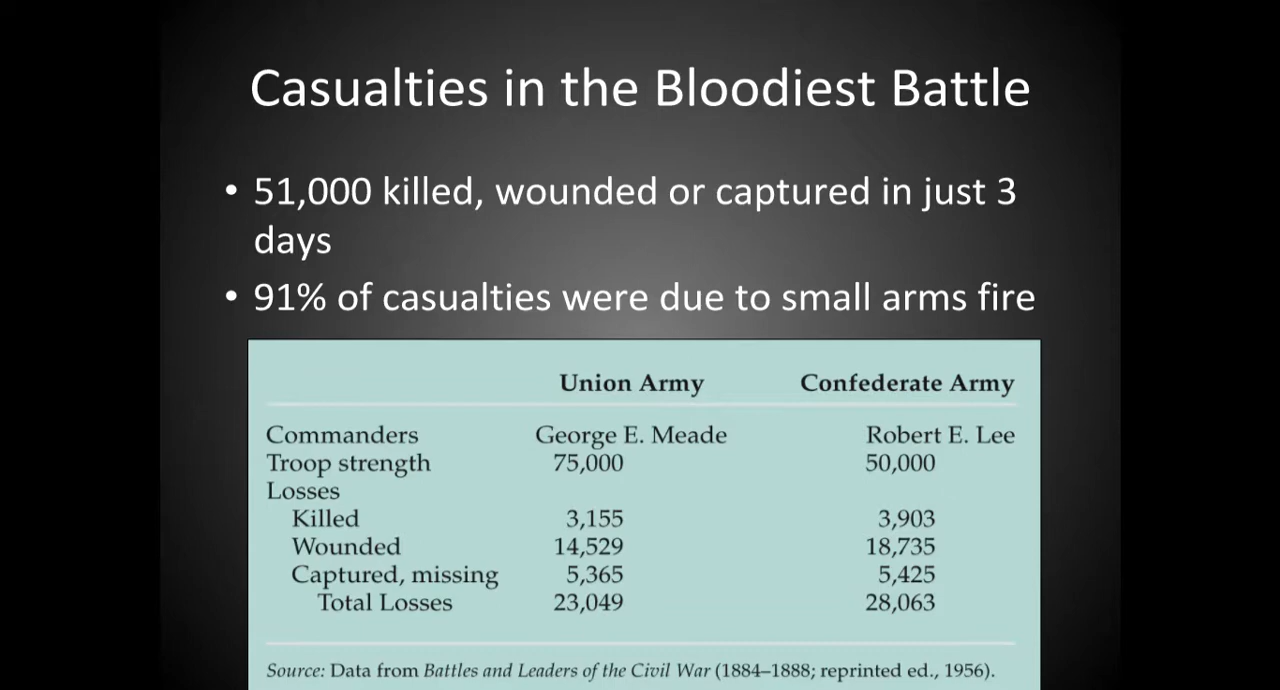 Casualties in the Bloodiest Battle
• 51,000 killed, wounded or captured in just 3
days
• 91% of casualties were due to small arms fire
Union Army Confederate Army
Commanders George E. Meade Robert E. Lee
Troop strength 75,000 50,000
Losses
Killed 3,155 3,903
Wounded 14,529 18,735
Captured, missing 5,365 5,425
Total Losses 23,049 28,063
Source: Data from Battles and Leaders of the Civil War (1884–1888; reprinted ed., 1956).